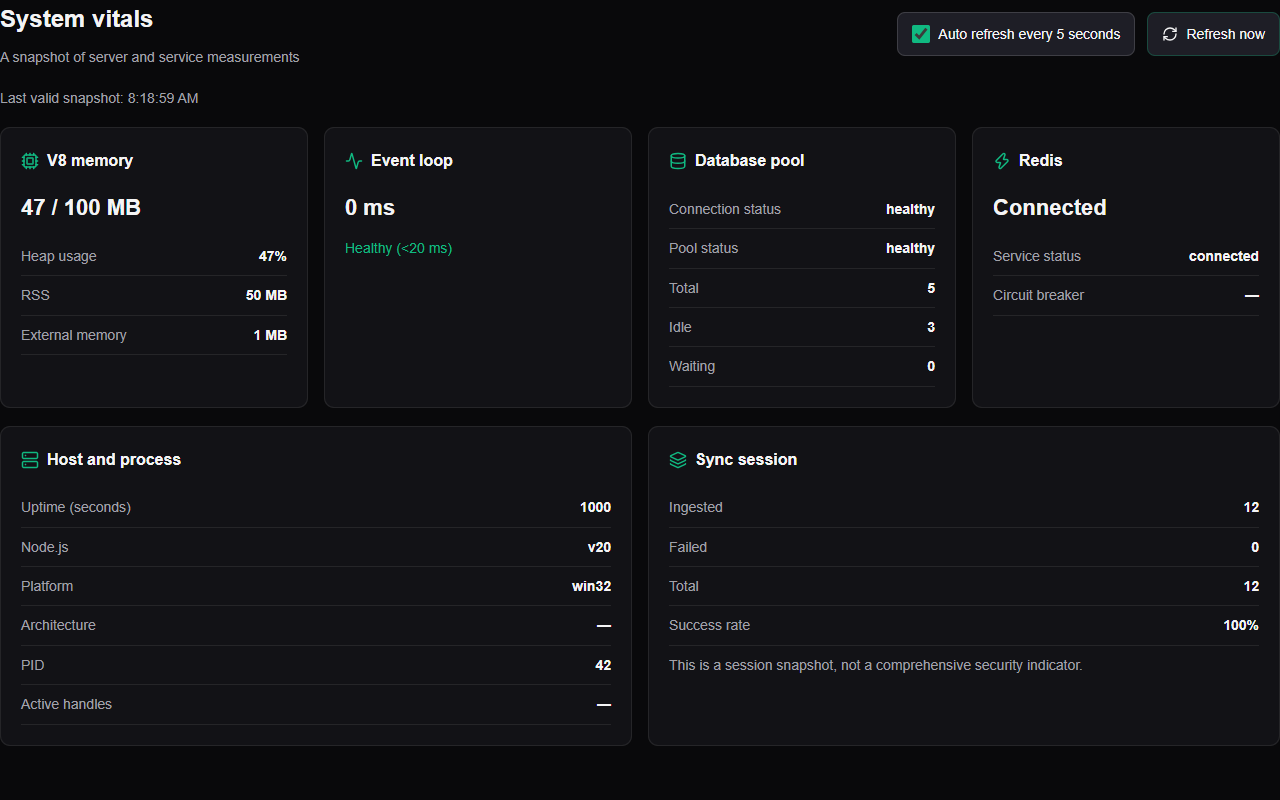 System vitals
Auto refresh every 5 seconds
Refresh now
A snapshot of server and service measurements
Last valid snapshot: 8:18:59 AM
V8 memory
47 / 100 MB
Heap usage 47%
RSS 50 MB
External memory 1 MB
Event loop
0 ms
Healthy (<20 ms)
Database pool
Connection status healthy
Pool status healthy
Total 5
Idle 3
Waiting 0
Redis
Connected
Service status connected
Circuit breaker —
Host and process
Uptime (seconds) 1000
Node.js v20
Platform win32
Architecture —
PID 42
Active handles —
Sync session
Ingested 12
Failed 0
Total 12
Success rate 100%
This is a session snapshot, not a comprehensive security indicator.